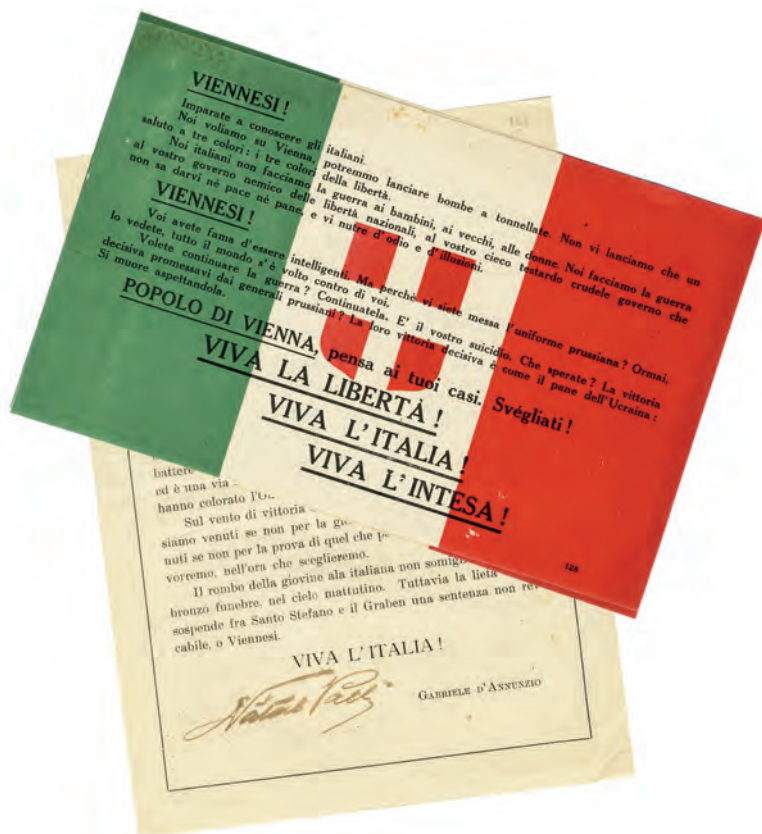 VIENNESI !
Imparate a conoscere gli italiani.
Noi voliamo su Vienna, potremmo lanciare bombe a tonnellate. Non vi lanciamo che un
saluto a tre colori : i tre colori della libertà.
Noi italiani non facciamo la guerra ai bambini, ai vecchi, alle donne. Noi facciamo la guerra
al vostro governo nemico delle libertà nazionali, al vostro cieco testardo crudele governo che
non sa darvi nè pace nè pane, e vi nutre d'odio e d'illusioni.
VIENNESI !
Voi avete fama d'essere intelligenti. Ma perchè vi siete messa l'uniforme prussiana ? Ormai,
lo vedete, tutto il mondo s'è volto contro di voi.
Volete continuare la guerra ? Continuatela. E' il vostro suicidio. Che sperate ? La vittoria
decisiva promessavi dai generali prussiani ? La loro vittoria decisiva è come il pane dell'Ucraina :
Si muore aspettandola.
POPOLO DI VIENNA, pensa ai tuoi casi. Svégliati !
VIVA LA LIBERTÁ !
VIVA L'ITALIA !
VIVA L'INTESA !
128
battere
ed è una via
hanno colorato l'O
Sul vento di vittoria
siamo venuti se non per la
nuti se non per la prova di quel che
vorremo, nell'ora che sceglieremo.
Il rombo della giovine ala italiana non
bronzo funebre, nel cielo mattutino. Tuttavia la lieta
sospende fra Santo Stefano e il Graben una sentenza non
cabile, o Viennesi.
VIVA L'ITALIA !
GABRIELE D'ANNUNZIO